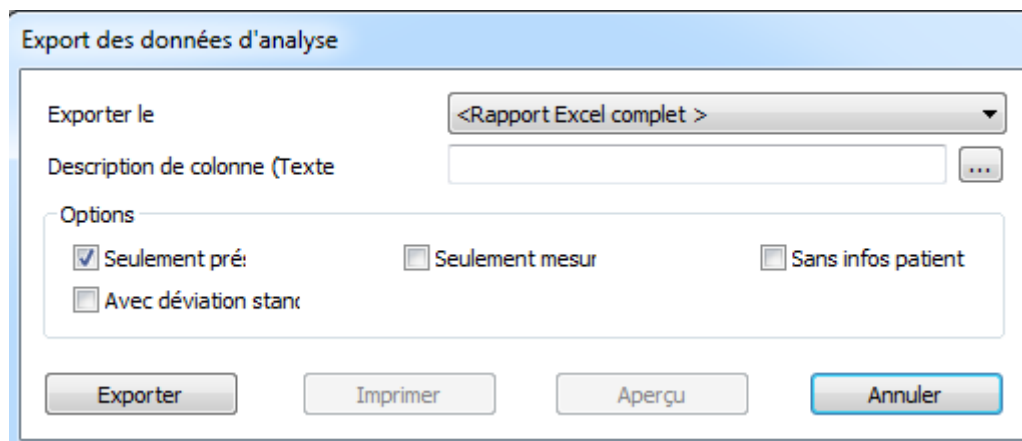 Export des données d'analyse
Exporter le <Rapport Excel complet >
Description de colonne (Texte ...
Options
Seulement pré Seulement mesur Sans infos patient
Avec déviation stand
Exporter Imprimer Aperçu Annuler